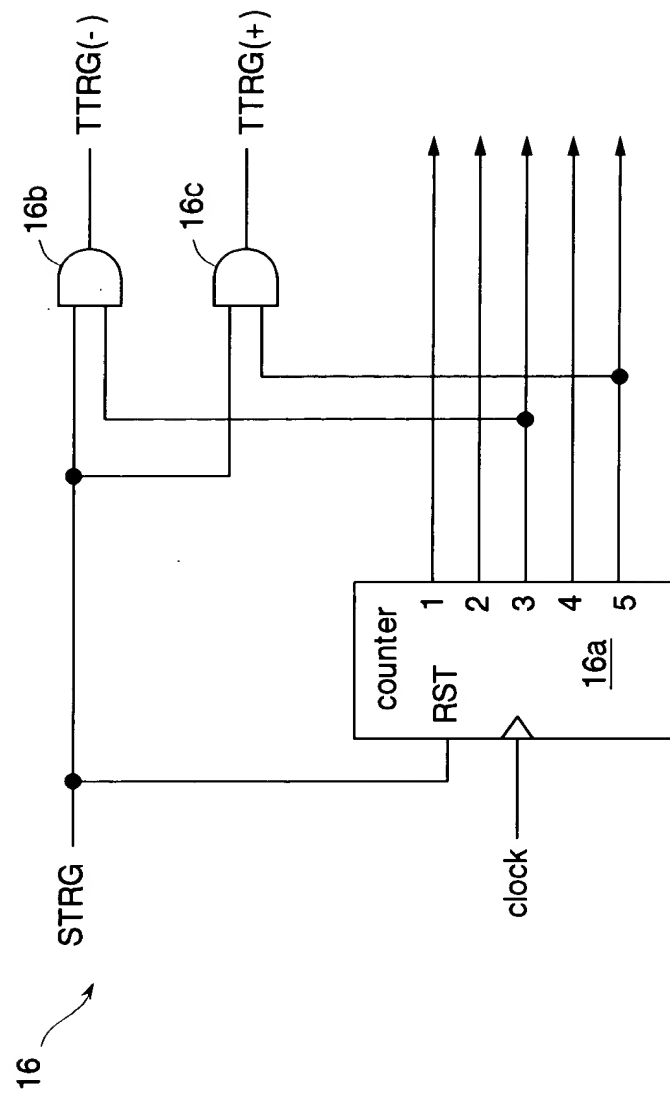 16
STRG
16b
TTRG(-)
16c
TTRG(+)
counter
RST
clock
1
2
3
4
5
16a